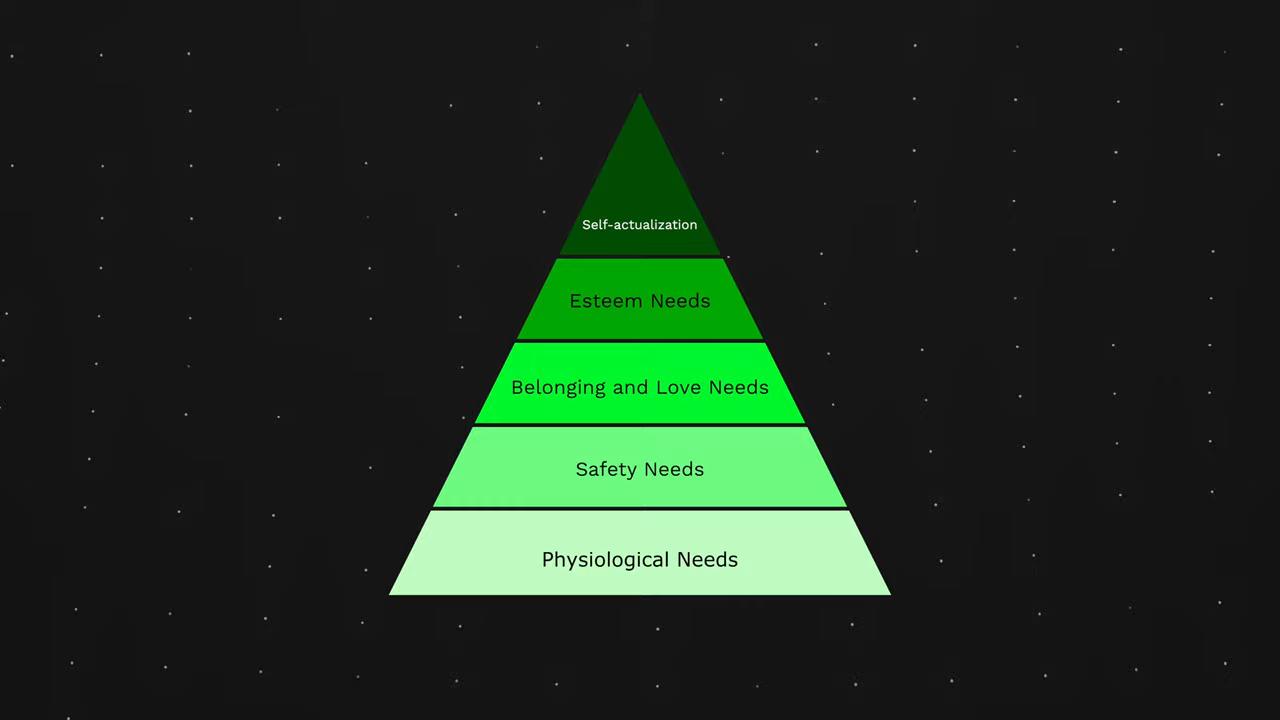 Self-actualization
Esteem Needs
Belonging and Love Needs
Safety Needs
Physiological Needs